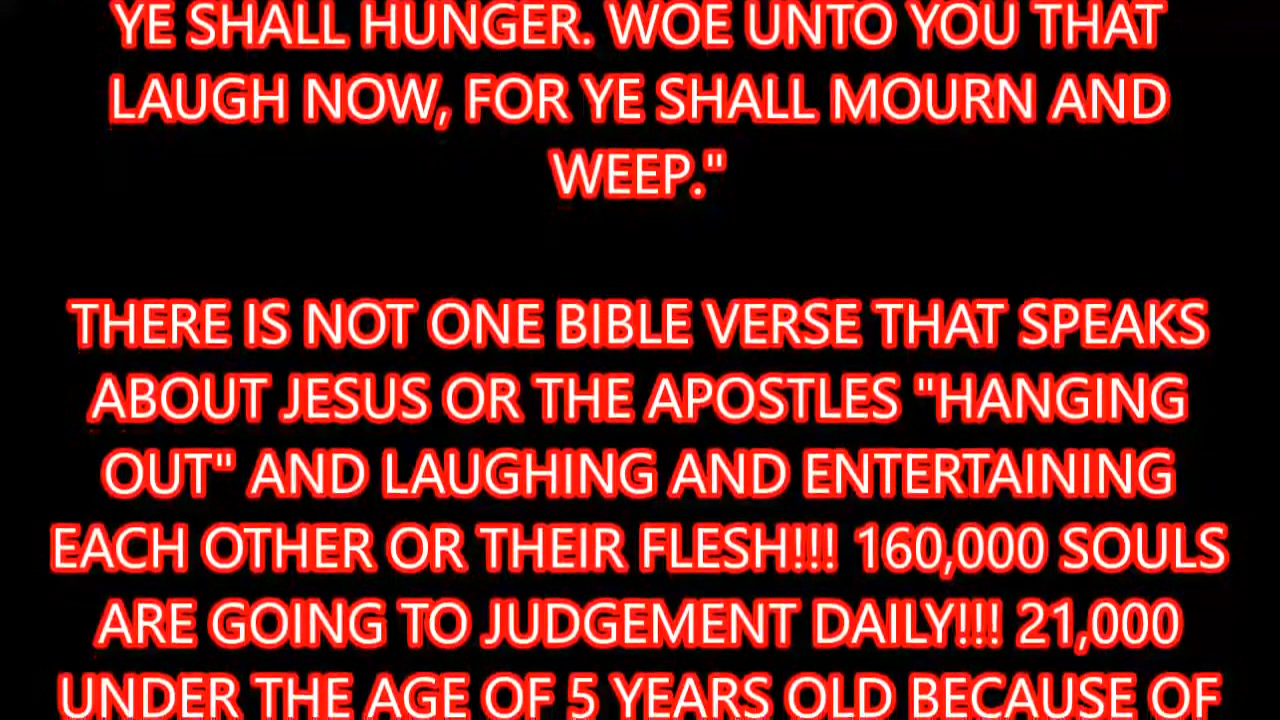 YE SHALL HUNGER. WOE UNTO YOU THAT
LAUGH NOW, FOR YE SHALL MOURN AND
WEEP."
THERE IS NOT ONE BIBLE VERSE THAT SPEAKS
ABOUT JESUS OR THE APOSTLES "HANGING
OUT" AND LAUGHING AND ENTERTAINING
EACH OTHER OR THEIR FLESH!!! 160,000 SOULS
ARE GOING TO JUDGEMENT DAILY!!! 21,000
UNDER THE AGE OF 5 YEARS OLD BECAUSE OF